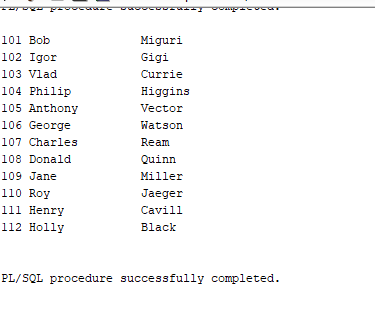 PL/SQL procedure successfully completed.
101 Bob Miguri
102 Igor Gigi
103 Vlad Currie
104 Philip Higgins
105 Anthony Vector
106 George Watson
107 Charles Ream
108 Donald Quinn
109 Jane Miller
110 Roy Jaeger
111 Henry Cavill
112 Holly Black
PL/SQL procedure successfully completed.